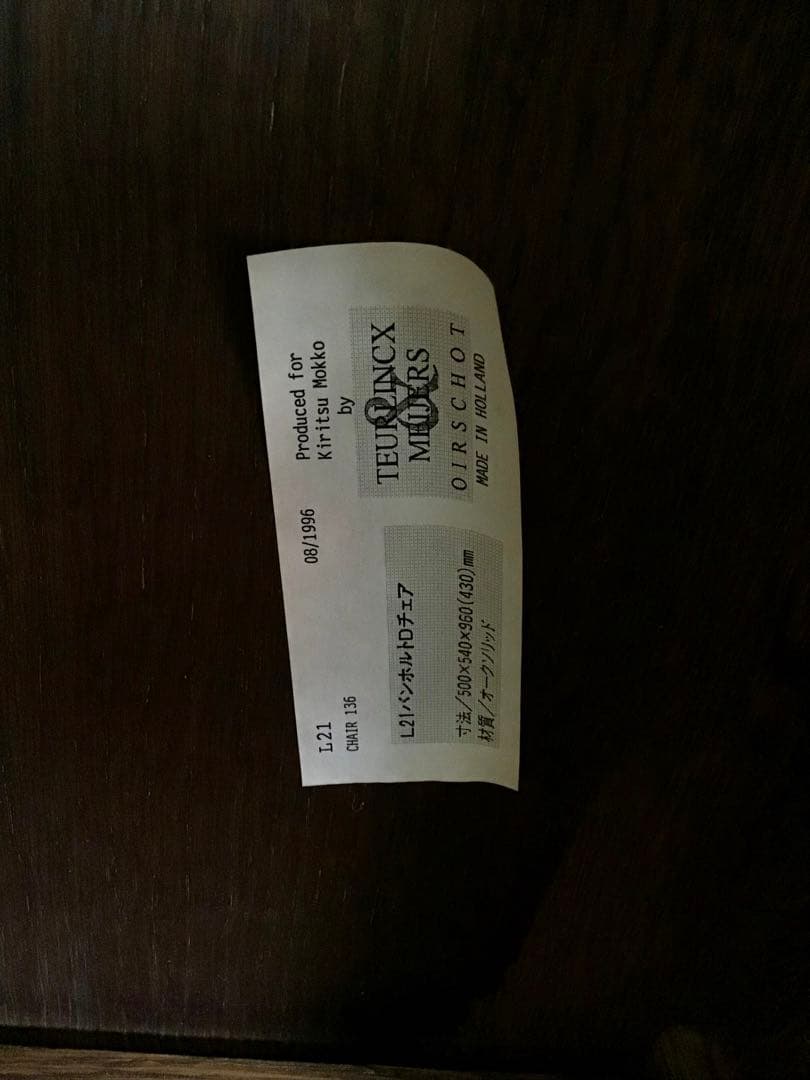 L21
08/1996
Produced for
Kiritsu Mokko
by
CHAIR 136
TEURLINCX
&
MEIJERS
OIRSCHOT
MADE IN HOLLAND
L21バンホルトDチェア
寸法/500×540×960(430)mm
材質/オークソリッド